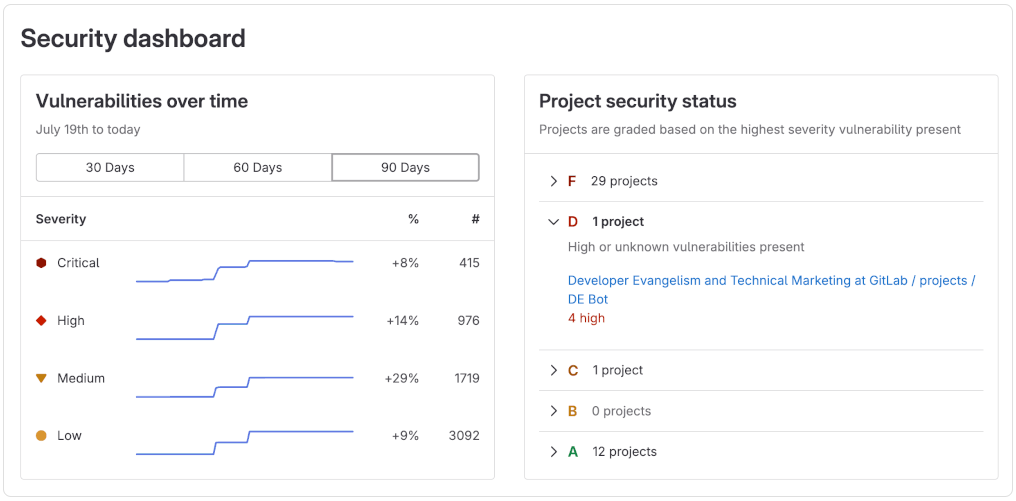 Security dashboard
Vulnerabilities over time
July 19th to today
30 Days 60 Days 90 Days
Severity % #
Critical +8% 415
High +14% 976
Medium +29% 1719
Low +9% 3092
Project security status
Projects are graded based on the highest severity vulnerability present
F 29 projects
D 1 project
High or unknown vulnerabilities present
Developer Evangelism and Technical Marketing at GitLab / projects /
DE Bot
4 high
C 1 project
B 0 projects
A 12 projects